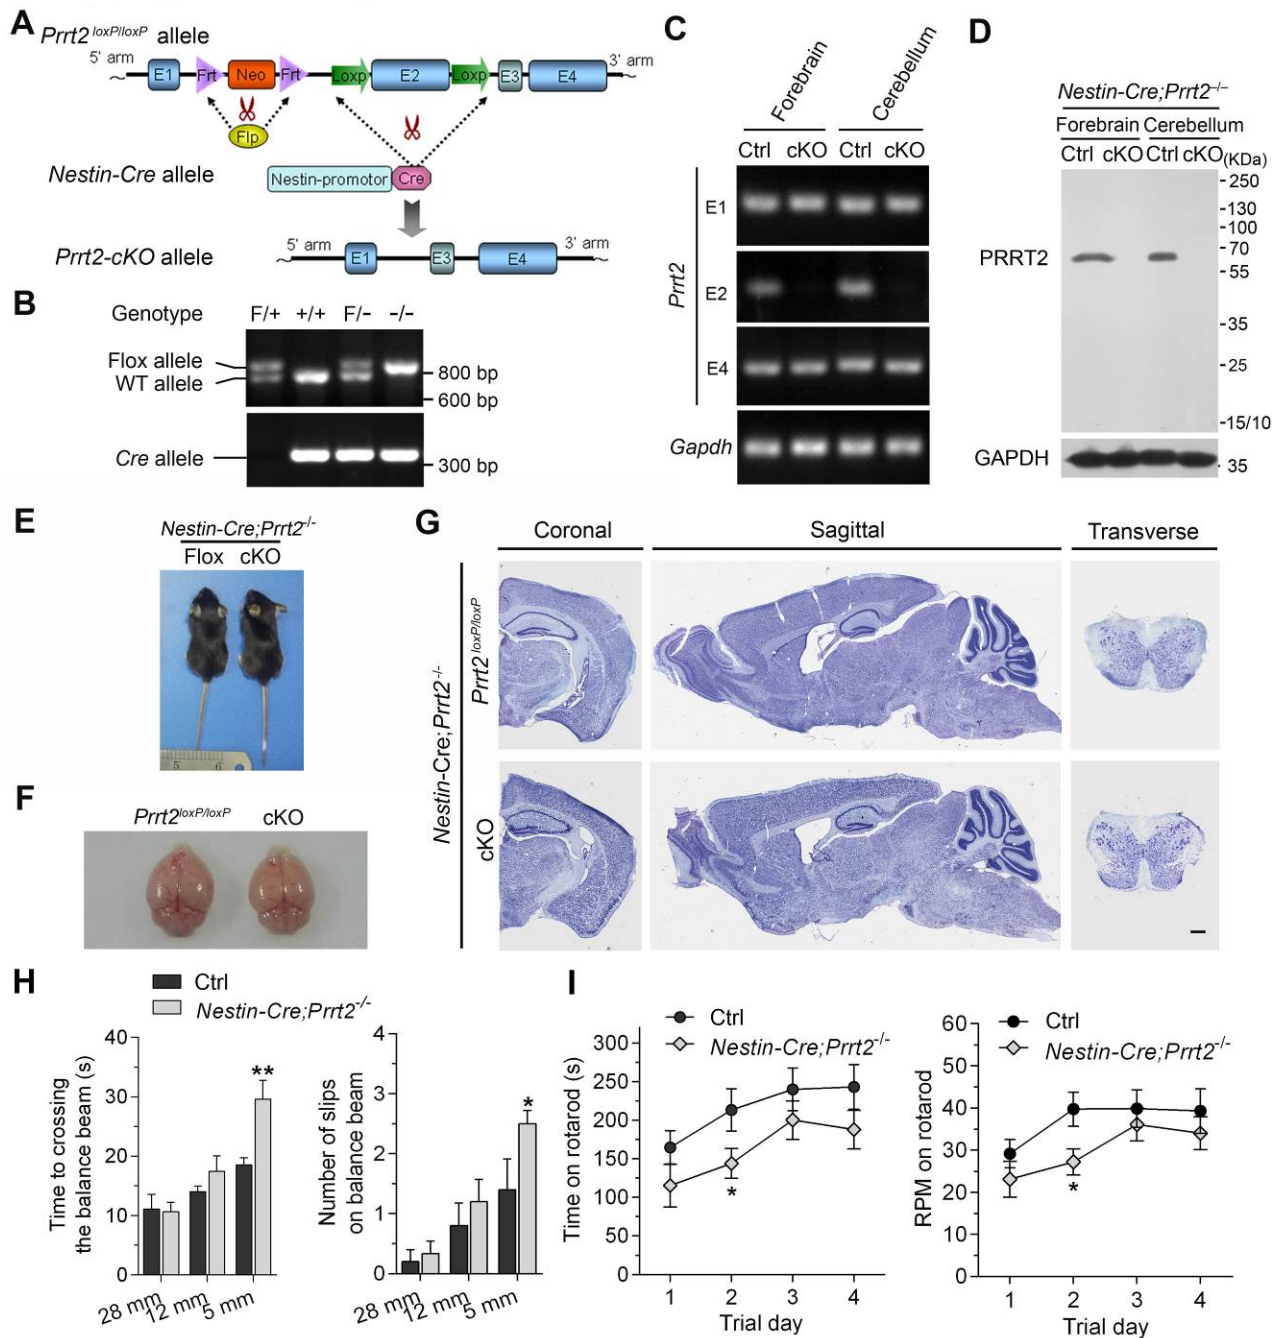 A
Prrt2 loxP/loxP allele
5' arm
3' arm
E1
Frt
Neo
Frt
Loxp
E2
Loxp
E3
E4
Flp
Nestin-Cre allele
Nestin-promotor
Cre
Prrt2-cKO allele
5' arm
3' arm
E1
E3
E4
B
Genotype F/+ +/+ F/- -/-
Flox allele
WT allele
800 bp
600 bp
Cre allele
300 bp
C
Forebrain
Cerebellum
Ctrl cKO Ctrl cKO
Prrt2
E1
E2
E4
Gapdh
D
Nestin-Cre;Prrt2–/–
Forebrain Cerebellum
Ctrl cKO Ctrl cKO (KDa)
250
130
100
70
55
35
25
15/10
PRRT2
GAPDH
35
E
Nestin-Cre;Prrt2-/-
Flox cKO
5 6
F
Prrt2loxP/loxP cKO
G
Coronal Sagittal Transverse
Nestin-Cre;Prrt2-/-
Prrt2 loxP/loxP
cKO
H
Ctrl
Nestin-Cre;Prrt2-/-
Time to crossing
the balance beam (s)
40
30
20
10
0
**
28 mm
12 mm
5 mm
Number of slips
on balance beam
4
3
2
1
0
*
28 mm
12 mm
5 mm
I
Ctrl
Nestin-Cre;Prrt2-/-
Time on rotarod (s)
300
250
200
150
100
50
0
*
1 2 3 4
Trial day
Ctrl
Nestin-Cre;Prrt2-/-
RPM on rotarod
60
50
40
30
20
10
0
*
1 2 3 4
Trial day